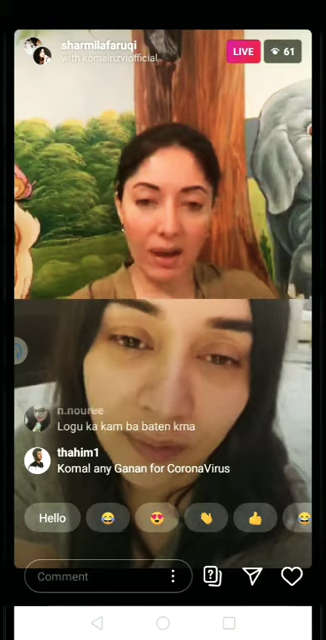 sharmilafaruqi
with komalrizviofficial
LIVE
61
n.nouree
Logu ka kam ba baten krna
thahim1
Komal any Ganan for CoronaVirus
Hello
Comment